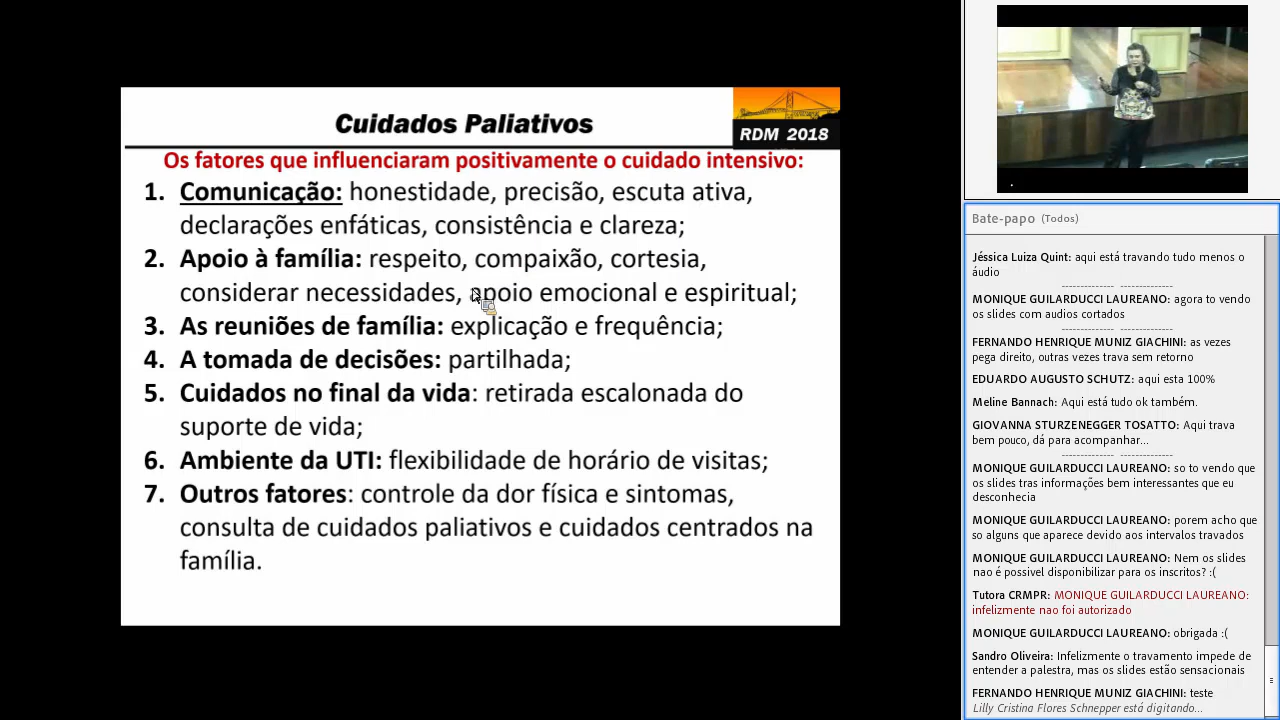 Cuidados Paliativos
RDM 2018
Os fatores que influenciaram positivamente o cuidado intensivo:
1. Comunicação: honestidade, precisão, escuta ativa,
declarações enfáticas, consistência e clareza;
2. Apoio à família: respeito, compaixão, cortesia,
considerar necessidades, apoio emocional e espiritual;
3. As reuniões de família: explicação e frequência;
4. A tomada de decisões: partilhada;
5. Cuidados no final da vida: retirada escalonada do
suporte de vida;
6. Ambiente da UTI: flexibilidade de horário de visitas;
7. Outros fatores: controle da dor física e sintomas,
consulta de cuidados paliativos e cuidados centrados na
família.
Bate-papo (Todos)
Jéssica Luiza Quint: aqui está travando tudo menos o
áudio
MONIQUE GUILARDUCCI LAUREANO: agora to vendo
os slides com audios cortados
FERNANDO HENRIQUE MUNIZ GIACHINI: as vezes
pega direito, outras vezes trava sem retorno
EDUARDO AUGUSTO SCHUTZ: aqui esta 100%
Meline Bannach: Aqui está tudo ok também.
GIOVANNA STURZENEGGER TOSATTO: Aqui trava
bem pouco, dá para acompanhar...
MONIQUE GUILARDUCCI LAUREANO: so to vendo que
os slides tras informações bem interessantes que eu
desconhecia
MONIQUE GUILARDUCCI LAUREANO: porem acho que
so alguns que aparece devido aos intervalos travados
MONIQUE GUILARDUCCI LAUREANO: Nem os slides
nao é possivel disponibilizar para os inscritos? :(
Tutora CRMPR: MONIQUE GUILARDUCCI LAUREANO:
infelizmente nao foi autorizado
MONIQUE GUILARDUCCI LAUREANO: obrigada :(
Sandro Oliveira: Infelizmente o travamento impede de
entender a palestra, mas os slides estão sensacionais
FERNANDO HENRIQUE MUNIZ GIACHINI: teste
Lilly Cristina Flores Schnepper está digitando...